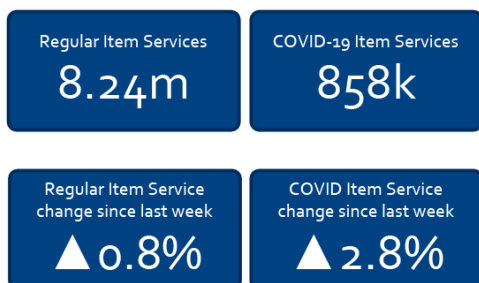 Regular Item Services
8.24m
COVID-19 Item Services
858k
Regular Item Service
change since last week
▲ 0.8%
COVID Item Service
change since last week
▲ 2.8%